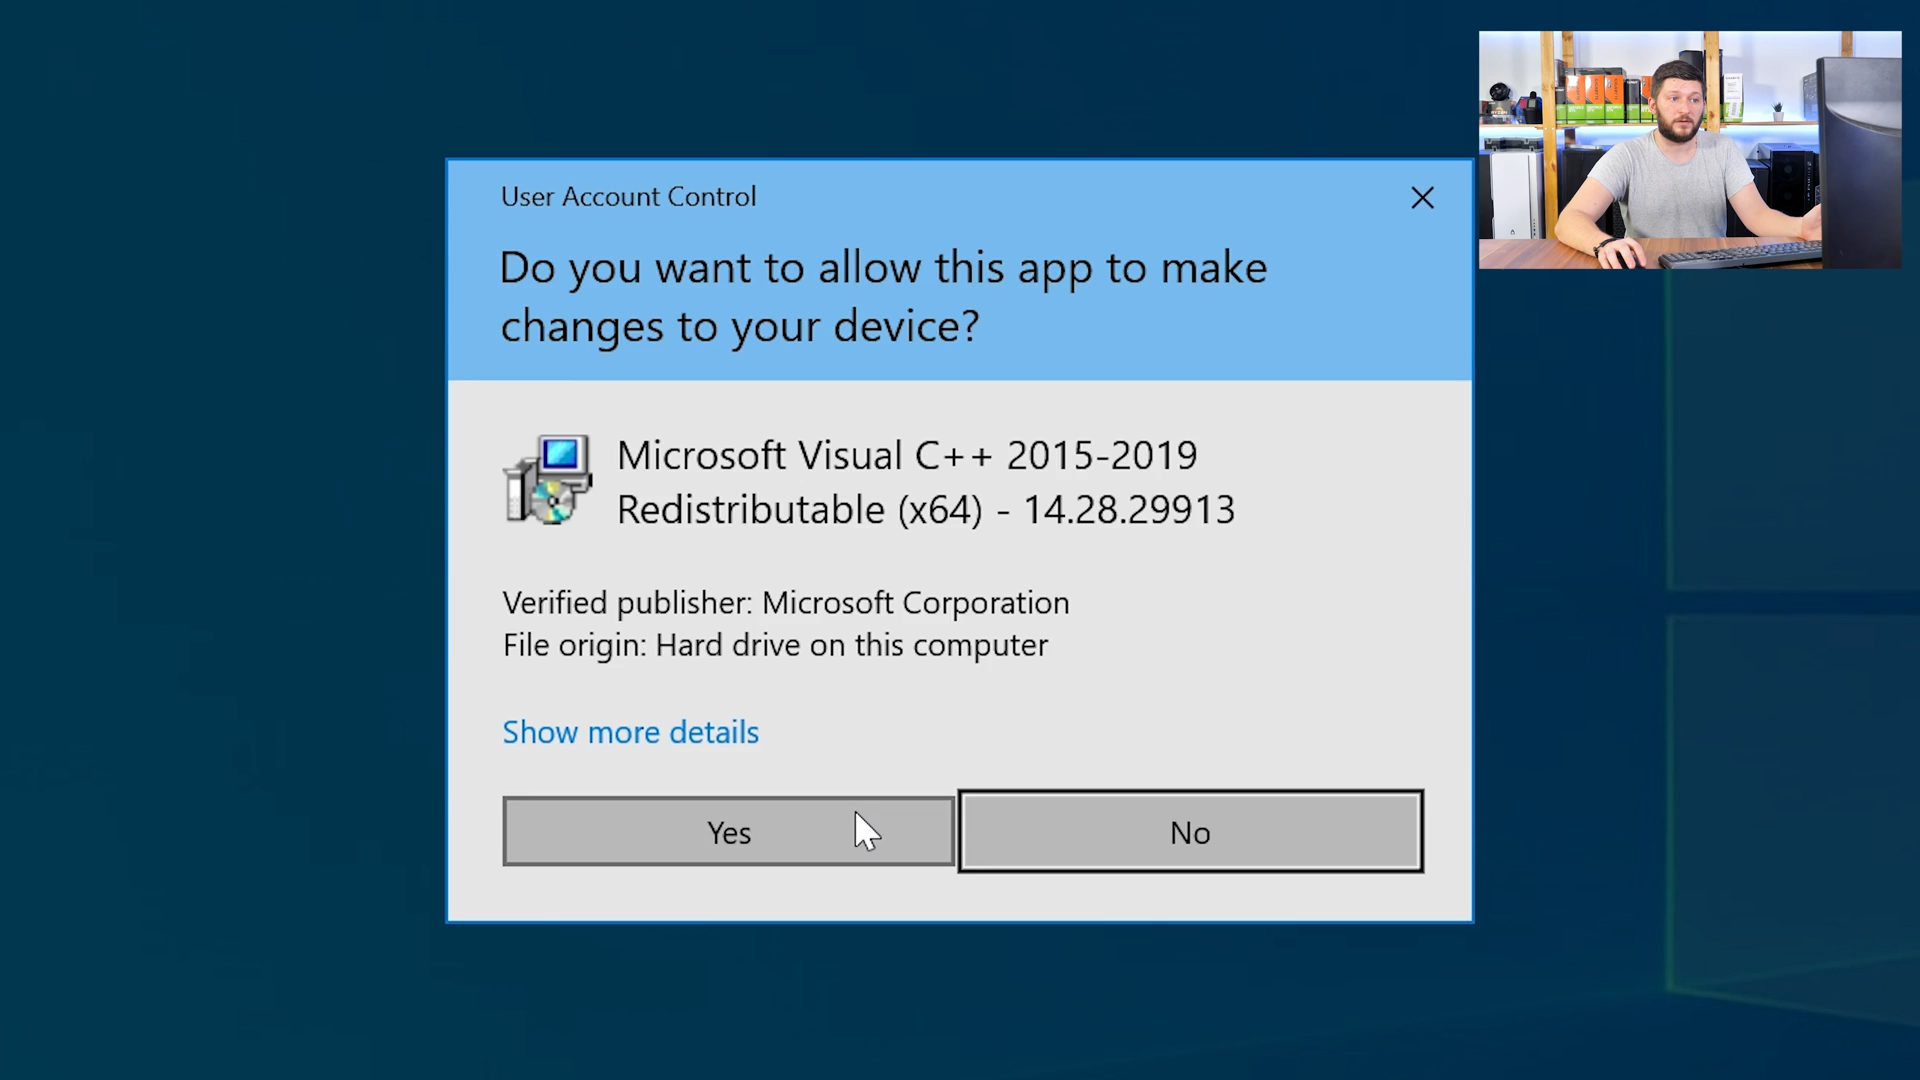 User Account Control
Do you want to allow this app to make
changes to your device?
Microsoft Visual C++ 2015-2019
Redistributable (x64) - 14.28.29913
Verified publisher: Microsoft Corporation
File origin: Hard drive on this computer
Show more details
Yes
No